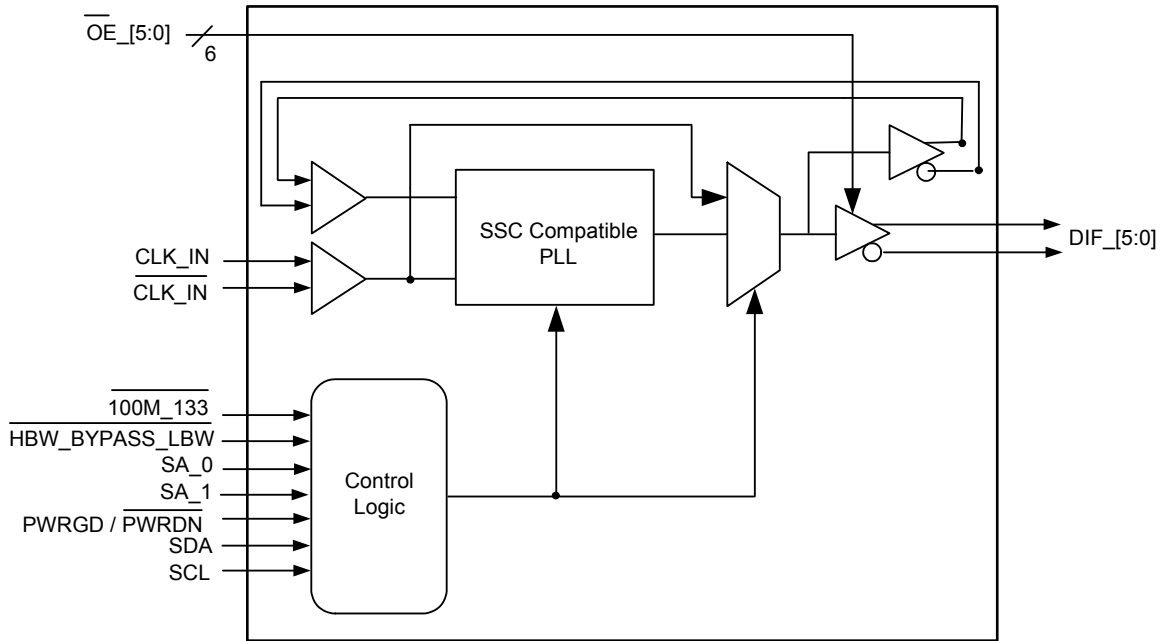 OE_[5:0]
6
SSC Compatible
PLL
CLK_IN
CLK_IN
DIF_[5:0]
100M_133
HBW_BYPASS_LBW
SA_0
SA_1
PWRGD / PWRDN
SDA
SCL
Control
Logic